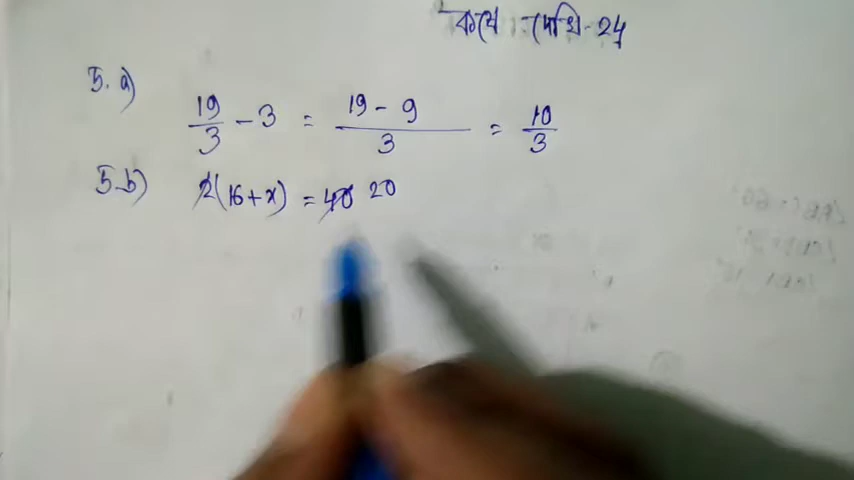 কষে দেখি - 24
5. a) 19/3 - 3 = (19 - 9)/3 = 10/3
5. b) 2(16 + x) = 40 20